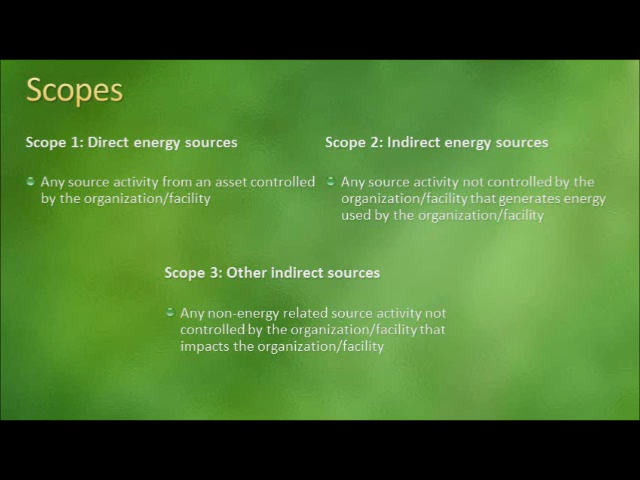 Scopes
Scope 1: Direct energy sources
Any source activity from an asset controlled
by the organization/facility
Scope 2: Indirect energy sources
Any source activity not controlled by the
organization/facility that generates energy
used by the organization/facility
Scope 3: Other indirect sources
Any non-energy related source activity not
controlled by the organization/facility that
impacts the organization/facility